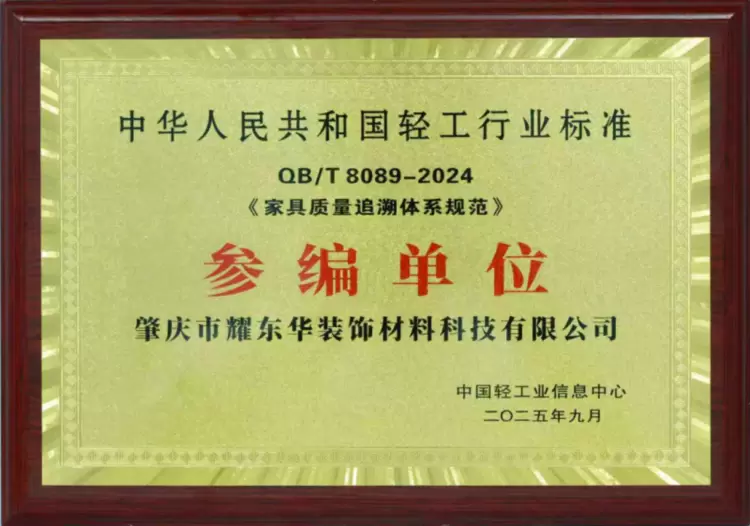 中华人民共和国轻工行业标准
QB/T 8089-2024
《家具质量追溯体系规范》
参编单位
肇庆市耀东华装饰材料科技有限公司
中国轻工业信息中心
二〇二五年九月